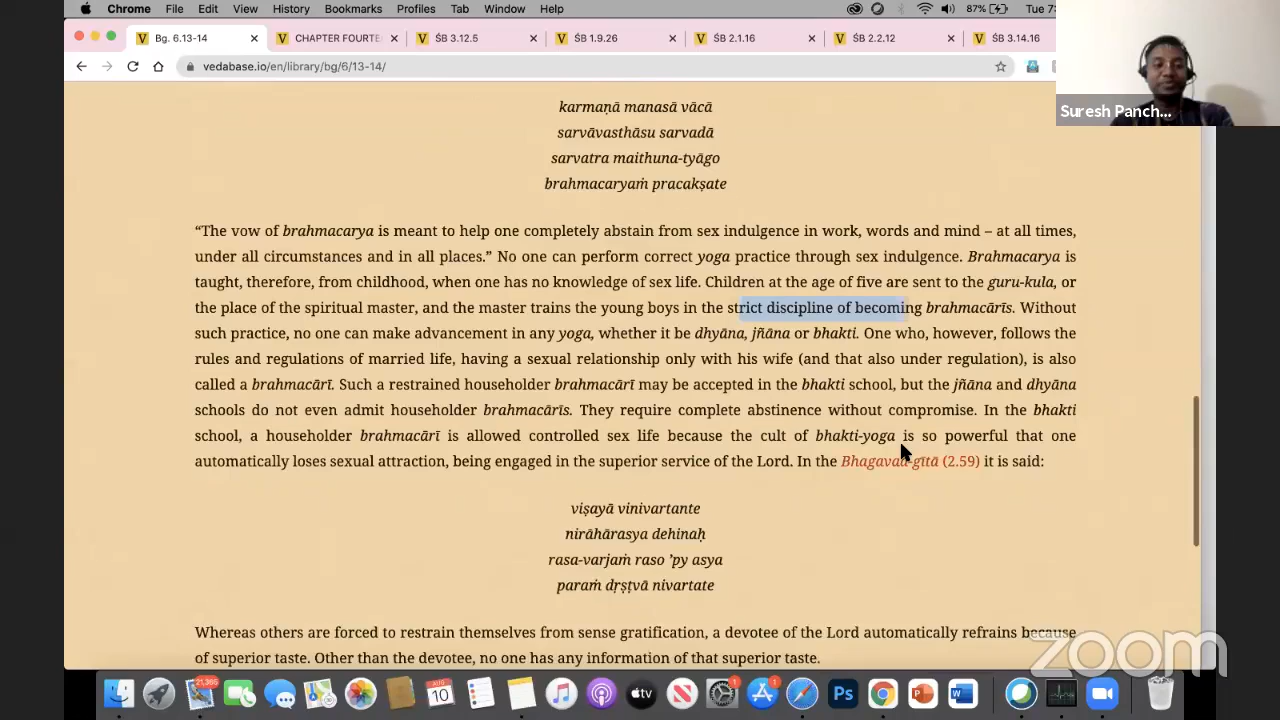 Chrome File Edit View History Bookmarks Profiles Tab Window Help 87% Tue 7:
Bg. 6.13-14 CHAPTER FOURTE ŚB 3.12.5 ŚB 1.9.26 ŚB 2.1.16 ŚB 2.2.12 ŚB 3.14.16
vedabase.io/en/library/bg/6/13-14/
Suresh Panch...
karmaṇā manasā vācā
sarvāvasthāsu sarvadā
sarvatra maithuna-tyāgo
brahmacaryaṁ pracakṣate
“The vow of brahmacarya is meant to help one completely abstain from sex indulgence in work, words and mind – at all times,
under all circumstances and in all places.” No one can perform correct yoga practice through sex indulgence. Brahmacarya is
taught, therefore, from childhood, when one has no knowledge of sex life. Children at the age of five are sent to the guru-kula, or
the place of the spiritual master, and the master trains the young boys in the strict discipline of becoming brahmacārīs. Without
such practice, no one can make advancement in any yoga, whether it be dhyāna, jñāna or bhakti. One who, however, follows the
rules and regulations of married life, having a sexual relationship only with his wife (and that also under regulation), is also
called a brahmacārī. Such a restrained householder brahmacārī may be accepted in the bhakti school, but the jñāna and dhyāna
schools do not even admit householder brahmacārīs. They require complete abstinence without compromise. In the bhakti
school, a householder brahmacārī is allowed controlled sex life because the cult of bhakti-yoga is so powerful that one
automatically loses sexual attraction, being engaged in the superior service of the Lord. In the Bhagavad-gītā (2.59) it is said:
viṣayā vinivartante
nirāhārasya dehinaḥ
rasa-varjaṁ raso ’py asya
paraṁ dṛṣṭvā nivartate
Whereas others are forced to restrain themselves from sense gratification, a devotee of the Lord automatically refrains because
of superior taste. Other than the devotee, no one has any information of that superior taste.
zoom
21,365 AUG 10 tv 1 1 Ps P W